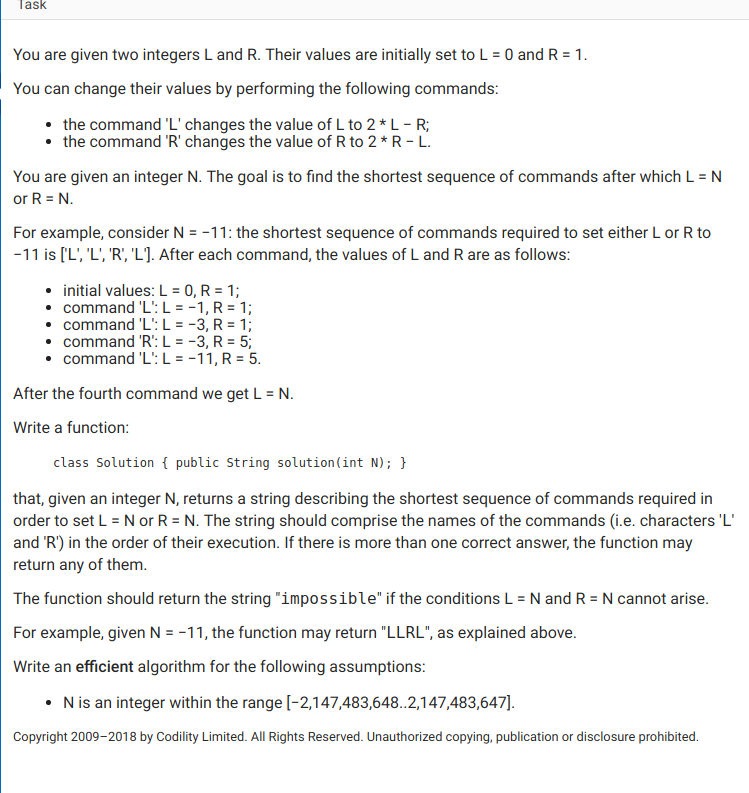 Task
You are given two integers L and R. Their values are initially set to L = 0 and R = 1.
You can change their values by performing the following commands:
• the command 'L' changes the value of L to 2 * L − R;
• the command 'R' changes the value of R to 2 * R − L.
You are given an integer N. The goal is to find the shortest sequence of commands after which L = N
or R = N.
For example, consider N = −11: the shortest sequence of commands required to set either L or R to
−11 is ['L', 'L', 'R', 'L']. After each command, the values of L and R are as follows:
• initial values: L = 0, R = 1;
• command 'L': L = −1, R = 1;
• command 'L': L = −3, R = 1;
• command 'R': L = −3, R = 5;
• command 'L': L = −11, R = 5.
After the fourth command we get L = N.
Write a function:
class Solution { public String solution(int N); }
that, given an integer N, returns a string describing the shortest sequence of commands required in
order to set L = N or R = N. The string should comprise the names of the commands (i.e. characters 'L'
and 'R') in the order of their execution. If there is more than one correct answer, the function may
return any of them.
The function should return the string "impossible" if the conditions L = N and R = N cannot arise.
For example, given N = −11, the function may return "LLRL", as explained above.
Write an efficient algorithm for the following assumptions:
• N is an integer within the range [−2,147,483,648..2,147,483,647].
Copyright 2009–2018 by Codility Limited. All Rights Reserved. Unauthorized copying, publication or disclosure prohibited.